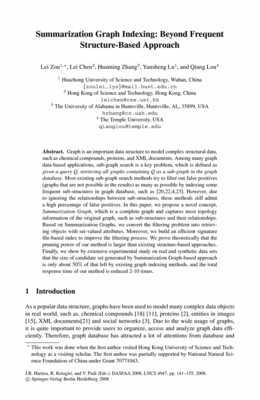 Summarization Graph Indexing: Beyond Frequent
Structure-Based Approach
Lei Zou1,⋆, Lei Chen2, Huaming Zhang3, Yansheng Lu1, and Qiang Lou4
1 Huazhong University of Science and Technology, Wuhan, China
{zoulei,lys}@mail.hust.edu.cn
2 Hong Kong of Science and Technology, Hong Kong, China
leichen@cse.ust.hk
3 The University of Alabama in Huntsville, Huntsville, AL, 35899, USA
hzhang@cs.uah.edu
4 The Temple University, USA
qianglou@temple.edu
Abstract. Graph is an important data structure to model complex structural
data, such as chemical compounds, proteins, and XML documents. Among many graph
data-based applications, sub-graph search is a key problem, which is defined as
given a query Q, retrieving all graphs containing Q as a sub-graph in the graph
database. Most existing sub-graph search methods try to filter out false positives
(graphs that are not possible in the results) as many as possible by indexing some
frequent sub-structures in graph database, such as [20,22,4,23]. However, due
to ignoring the relationships between sub-structures, these methods still admit
a high percentage of false positives. In this paper, we propose a novel concept,
Summarization Graph, which is a complete graph and captures most topology
information of the original graph, such as sub-structures and their relationships.
Based on Summarization Graphs, we convert the filtering problem into retriev-
ing objects with set-valued attributes. Moreover, we build an efficient signature
file-based index to improve the filtering process. We prove theoretically that the
pruning power of our method is larger than existing structure-based approaches.
Finally, we show by extensive experimental study on real and synthetic data sets
that the size of candidate set generated by Summarization Graph-based approach
is only about 50% of that left by existing graph indexing methods, and the total
response time of our method is reduced 2-10 times.
1 Introduction
As a popular data structure, graphs have been used to model many complex data objects
in real world, such as, chemical compounds [18] [11], proteins [2], entities in images
[15], XML documents[21] and social networks [3]. Due to the wide usage of graphs,
it is quite important to provide users to organize, access and analyze graph data effi-
ciently. Therefore, graph database has attracted a lot of attentions from database and
⋆ This work was done when the first author visited Hong Kong University of Science and Tech-
nology as a visiting scholar. The first author was partially supported by National Natural Sci-
ence Foundation of China under Grant 70771043.
J.R. Haritsa, R. Kotagiri, and V. Pudi (Eds.): DASFAA 2008, LNCS 4947, pp. 141–155, 2008.
© Springer-Verlag Berlin Heidelberg 2008